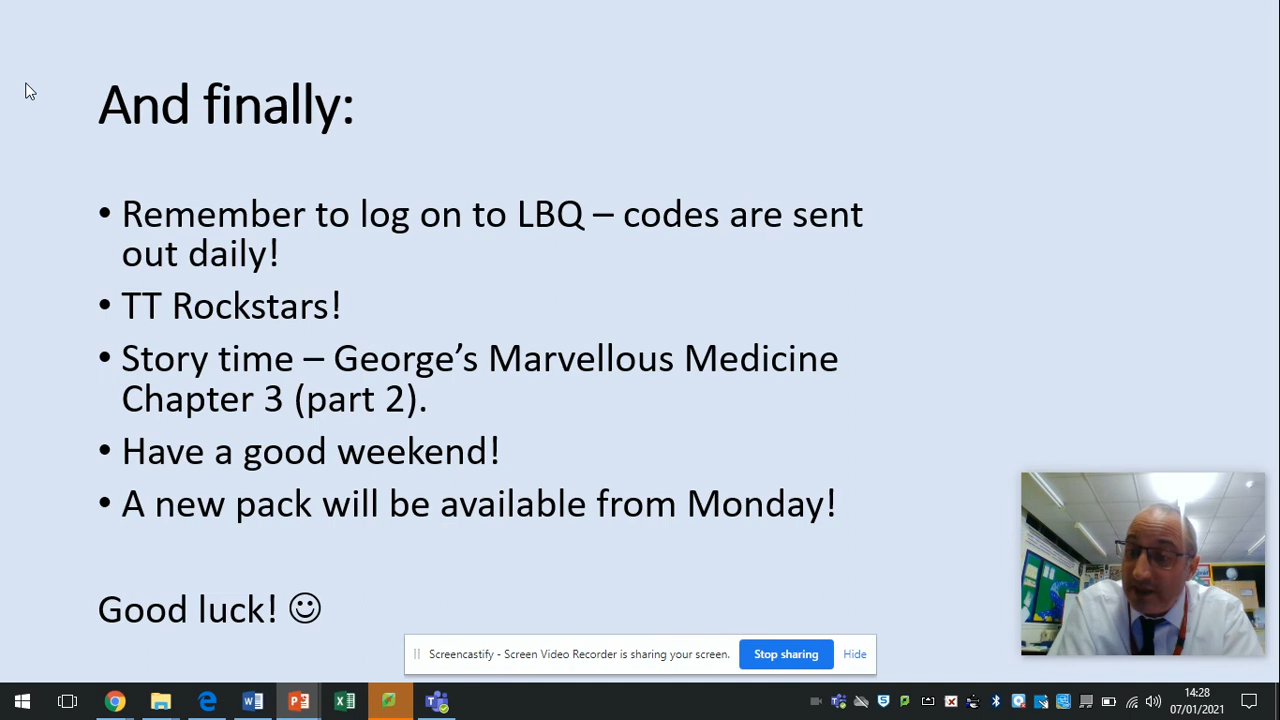 And finally:
• Remember to log on to LBQ – codes are sent
out daily!
• TT Rockstars!
• Story time – George’s Marvellous Medicine
Chapter 3 (part 2).
• Have a good weekend!
• A new pack will be available from Monday!
Good luck! ☺
Screencastify - Screen Video Recorder is sharing your screen.
Stop sharing
Hide
14:28
07/01/2021